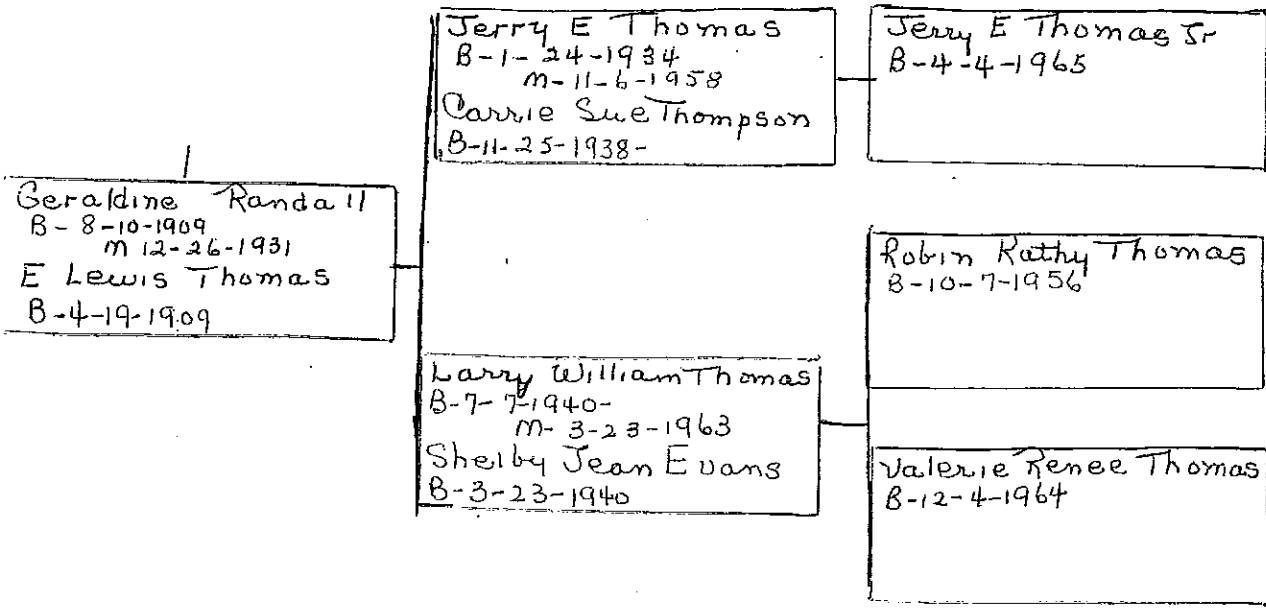 Geraldine Randall
B- 8-10-1909
M 12-26-1931
E Lewis Thomas
B-4-19-1909
Jerry E Thomas
B-1-24-1934
M-11-6-1958
Carrie Sue Thompson
B-11-25-1938-
Larry William Thomas
B-7-7-1940-
M-3-23-1963
Shelby Jean Evans
B-3-23-1940
Jerry E Thomas Jr
B-4-4-1965
Robin Kathy Thomas
B-10-7-1956
Valerie Renee Thomas
B-12-4-1964